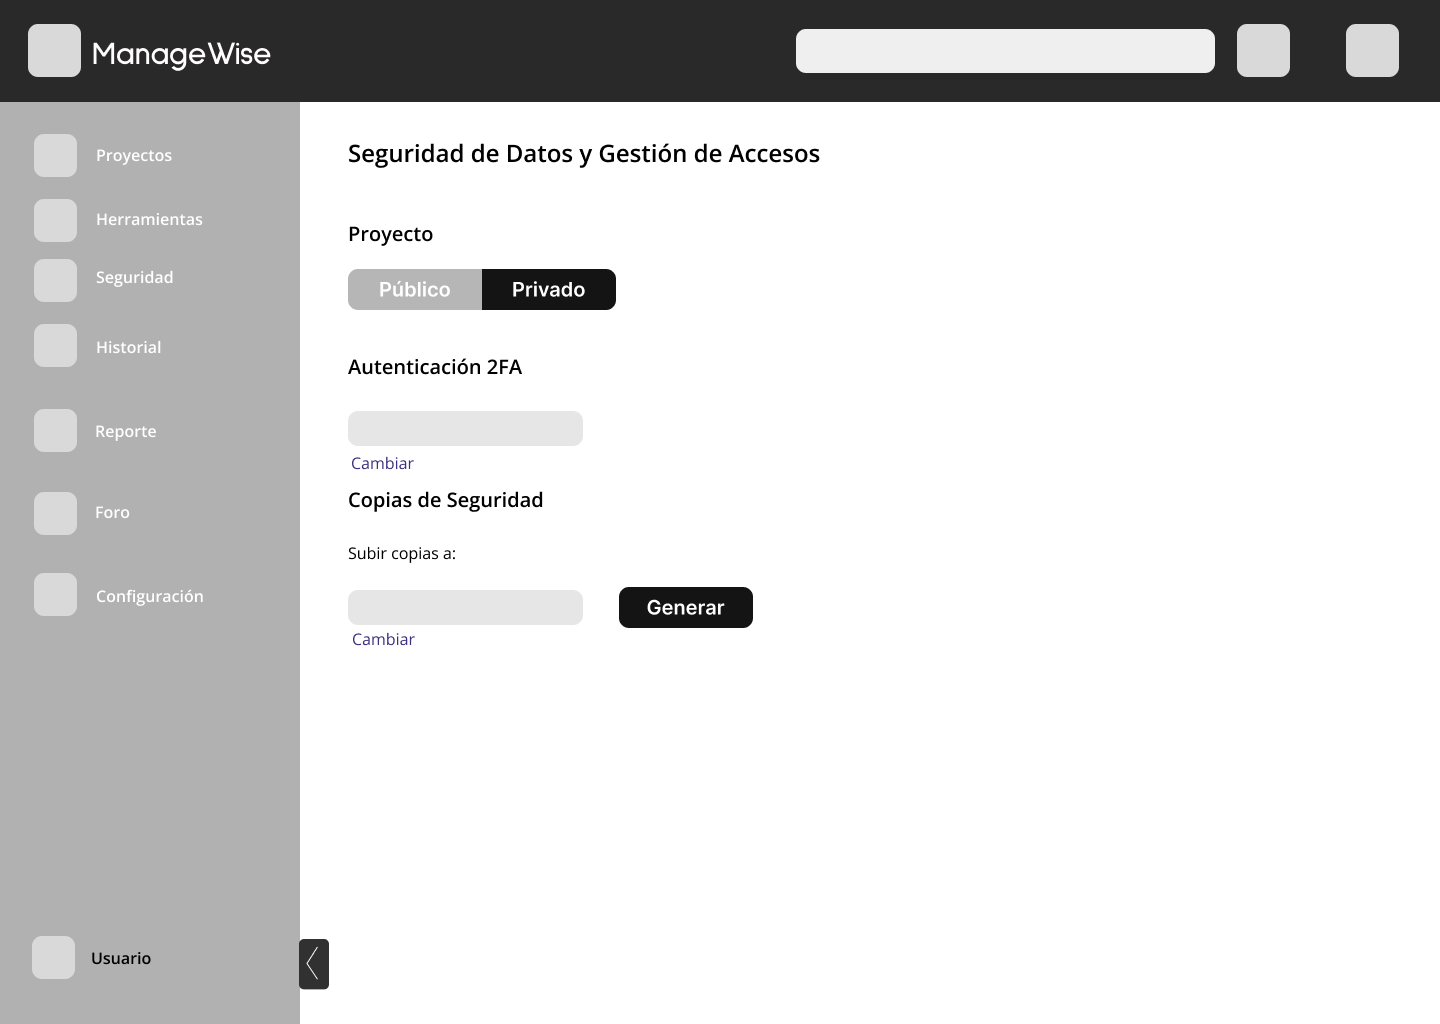 ManageWise
Proyectos
Herramientas
Seguridad
Historial
Reporte
Foro
Configuración
Usuario
Seguridad de Datos y Gestión de Accesos
Proyecto
Público Privado
Autenticación 2FA
Cambiar
Copias de Seguridad
Subir copias a:
Generar
Cambiar